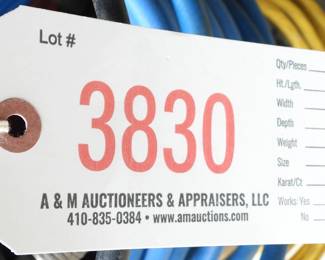 Lot #
3830
A & M AUCTIONEERS & APPRAISERS, LLC
410-835-0384 • www.amauctions.com
Qty/Pieces
Ht./Lgth.
Width
Depth
Weight
Size
Karat/Ct
Works: Yes
No